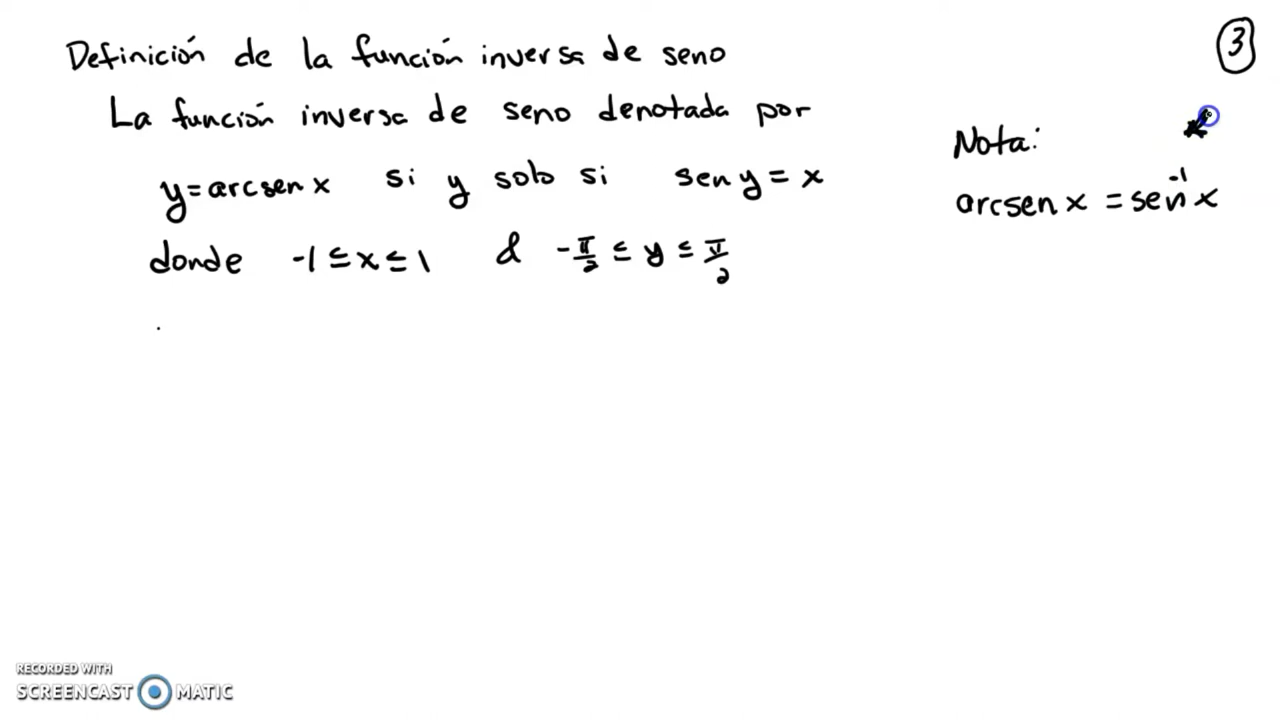 Definición de la función inversa de seno
③
La función inversa de seno denotada por
Nota:
y = arcsen x si y solo si sen y = x
arcsen x = sen⁻¹ x
donde -1 ≤ x ≤ 1 & -π/2 ≤ y ≤ π/2
RECORDED WITH
SCREENCAST MATIC